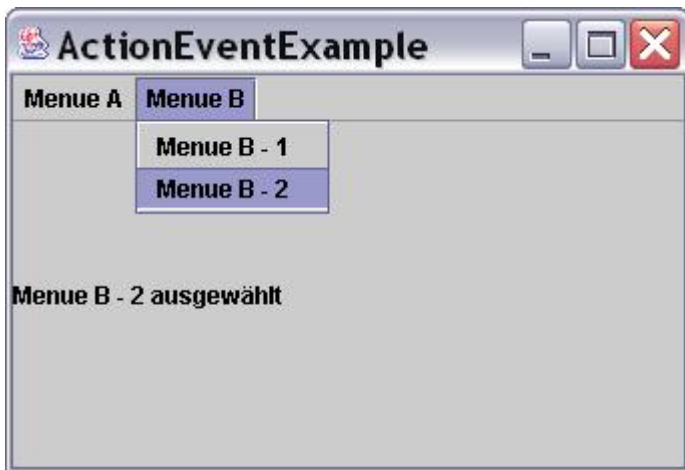 ActionEventExample
Menue A Menue B
Menue B - 1
Menue B - 2
Menue B - 2 ausgewählt